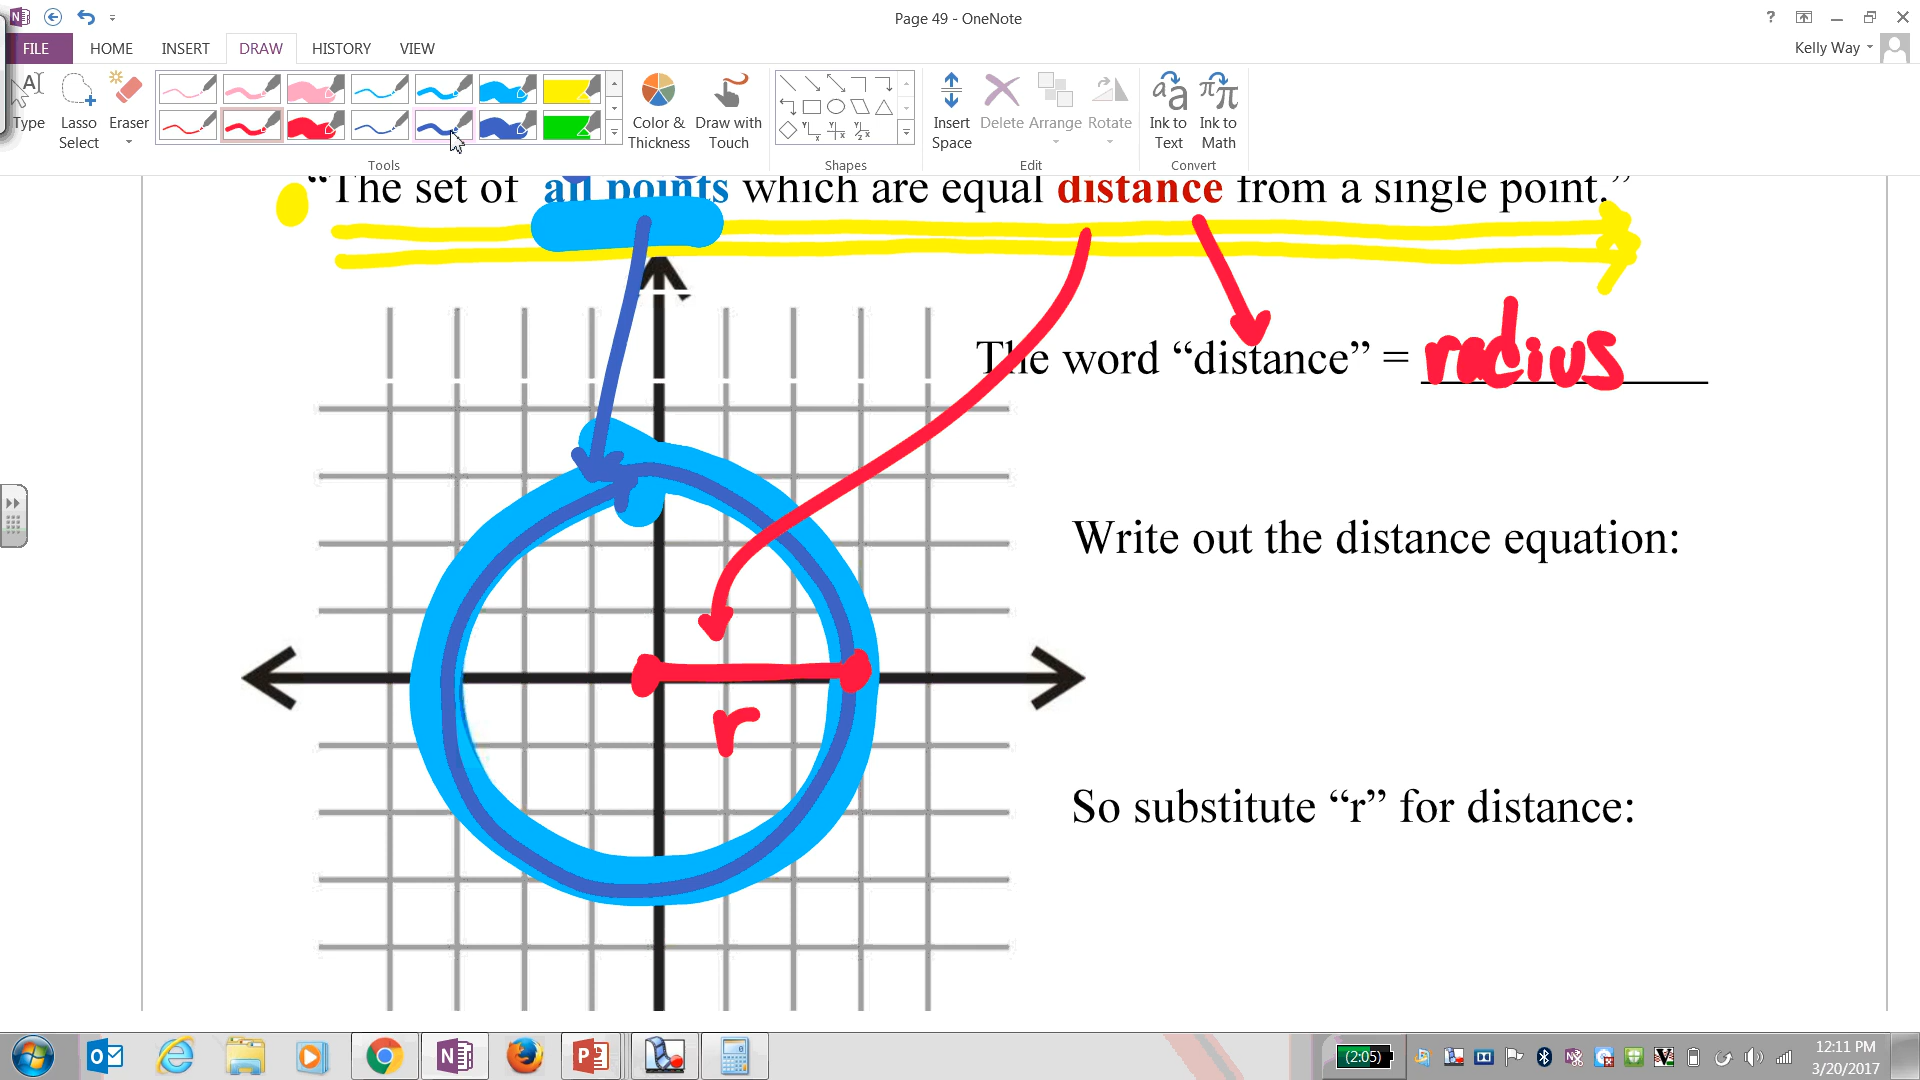 Page 49 - OneNote
?
FILE HOME INSERT DRAW HISTORY VIEW
Kelly Way
Type
Lasso Select
Eraser
Color & Thickness
Draw with Touch
Insert Space
Delete
Arrange
Rotate
Ink to Text
Ink to Math
Tools
Shapes
Edit
Convert
“The set of all points which are equal distance from a single point.”
The word “distance” = radius
Write out the distance equation:
r
So substitute “r” for distance:
(2:05)
12:11 PM
3/20/2017